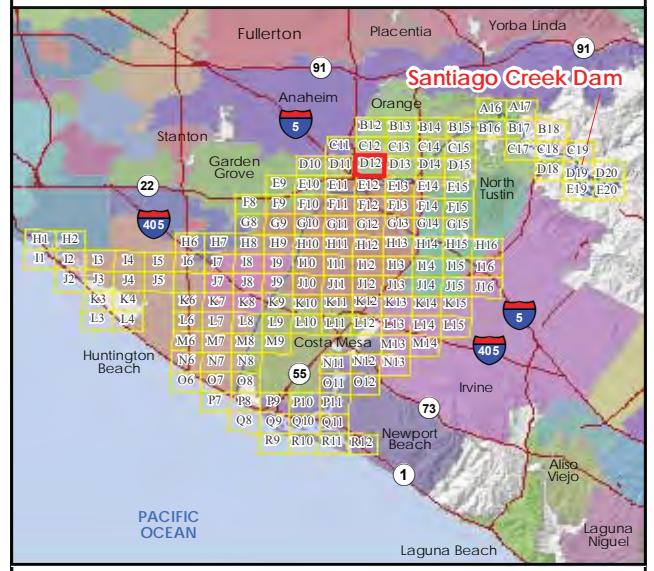 Yorba Linda
Fullerton
Placentia
91
91
Santiago Creek Dam
Anaheim
Orange
A16 A17
5
B12 B13 B14 B15 B16 B17 B18
Stanton
C11 C12 C13 C14 C15 C17 C18 C19
Garden
Grove
D10 D11 D12 D13 D14 D15 D18 D19 D20
22
E9 E10 E11 E12 E13 E14 E15 E19 E20
North
Tustin
F8 F9 F10 F11 F12 F13 F14 F15
405
G8 G9 G10 G11 G12 G13 G14 G15
H1 H2 H6 H7 H8 H9 H10 H11 H12 H13 H14 H15 H16
I1 I2 I3 I4 I5 I6 I7 I8 I9 I10 I11 I12 I13 I14 I15 I16
J2 J3 J4 J5 J7 J8 J9 J10 J11 J12 J13 J14 J15 J16
K3 K4 K6 K7 K8 K9 K10 K11 K12 K13 K14 K15
5
L3 L4 L6 L7 L8 L9 L10 L11 L12 L13 L14 L15
M6 M7 M8 M9 Costa Mesa M13 M14
405
Huntington
Beach
N6 N7 N8 N11 N12 N13
55
O6 O7 O8 O11 O12
Irvine
P7 P8 P9 P10 P11
73
Q8 Q9 Q10 Q11
Newport
Beach
R9 R10 R11 R12
1
Aliso
Viejo
PACIFIC
OCEAN
Laguna
Niguel
Laguna Beach